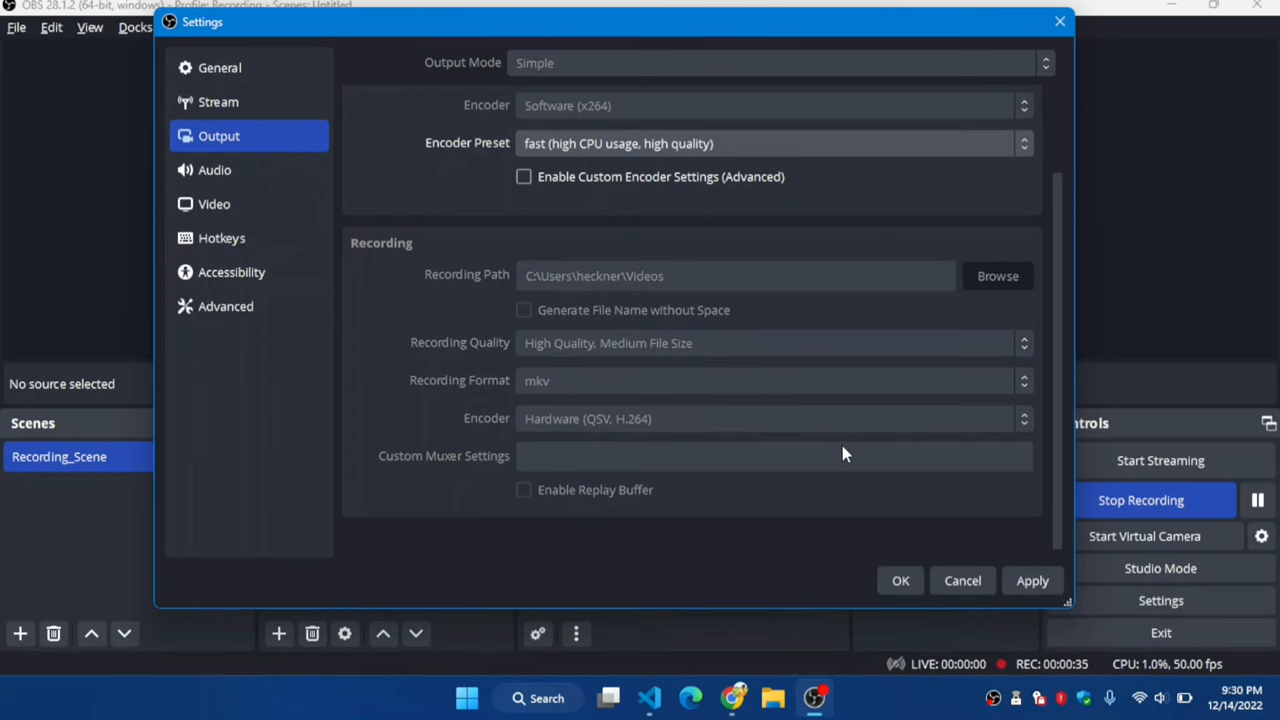 OBS 28.1.2 (64-bit, windows) - Profile: Recording - Scenes: Untitled
Settings
File Edit View Docks
General
Stream
Output
Audio
Video
Hotkeys
Accessibility
Advanced
Output Mode Simple
Encoder Software (x264)
Encoder Preset fast (high CPU usage, high quality)
Enable Custom Encoder Settings (Advanced)
Recording
Recording Path C:\Users\heckner\Videos Browse
Generate File Name without Space
Recording Quality High Quality, Medium File Size
Recording Format mkv
Encoder Hardware (QSV, H.264)
Custom Muxer Settings
Enable Replay Buffer
OK Cancel Apply
No source selected
Scenes
Recording_Scene
ntrols
Start Streaming
Stop Recording
Start Virtual Camera
Studio Mode
Settings
Exit
LIVE: 00:00:00 REC: 00:00:35 CPU: 1.0%, 50.00 fps
Search
9:30 PM
12/14/2022